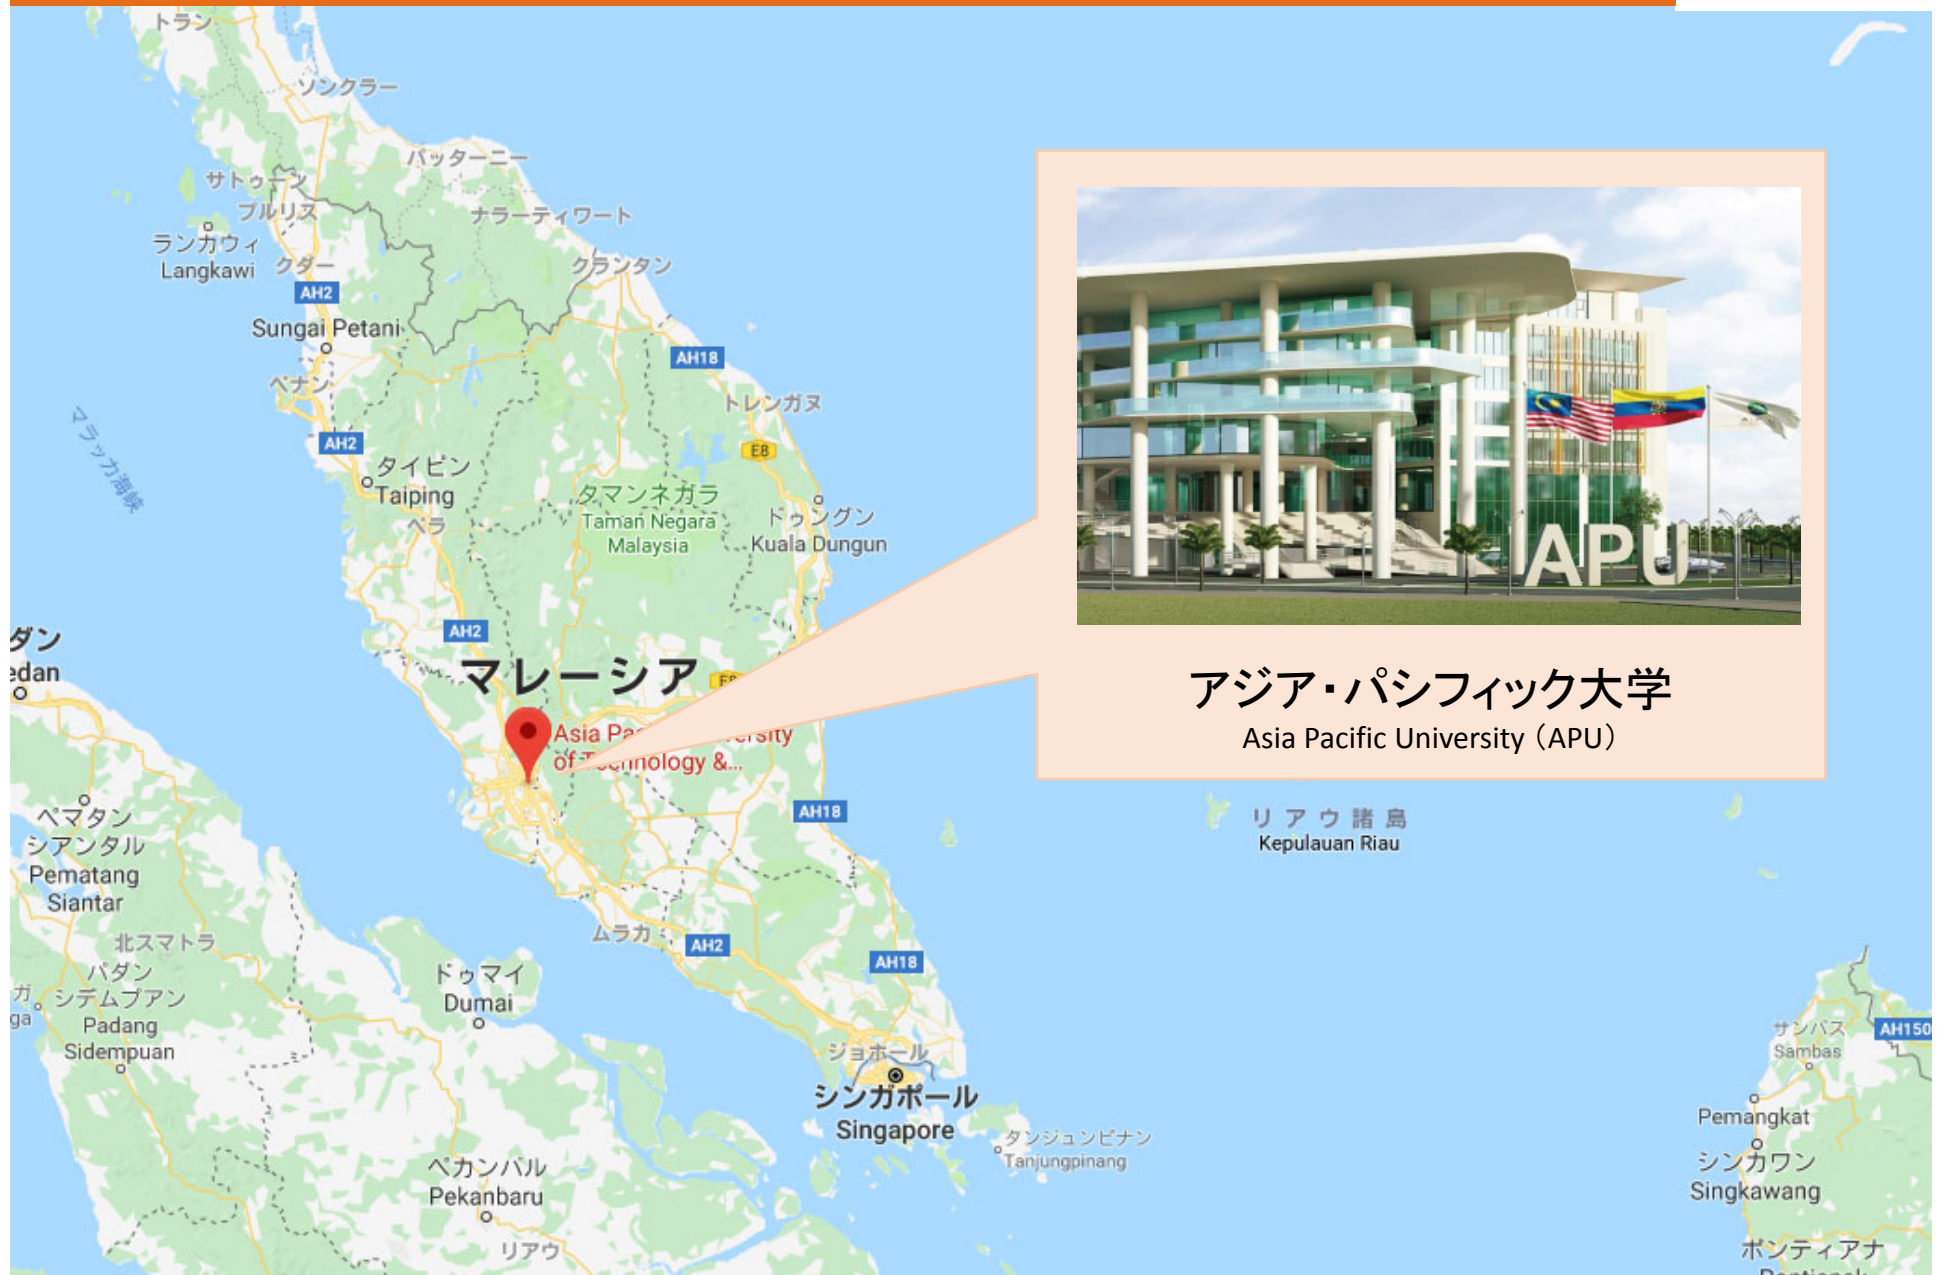 トラン
ソンクラー
パッターニー
サトゥーン
プルリス
ナラーティワート
ランカウィ
Langkawi
クダー
クランタン
AH2
Sungai Petani
AH18
ペナン
トレンガヌ
マラッカ海峡
AH2
E8
タイピン
Taiping
ペラ
タマンネガラ
Taman Negara
Malaysia
ドゥングン
Kuala Dungun
APU
AH2
ダン
edan
マレーシア
E8
アジア・パシフィック大学
Asia Pacific University（APU）
Asia Pa ersity
of Technology &...
AH18
リアウ諸島
Kepulauan Riau
ペマタン
シアンタル
Pematang
Siantar
北スマトラ
ムラカ
AH2
AH18
パダン
シデムプアン
Padang
Sidempuan
ガ
ga
ドゥマイ
Dumai
サンバス
Sambas
AH150
ジョホール
シンガポール
Singapore
タンジュンピナン
Tanjungpinang
Pemangkat
シンカワン
Singkawang
ペカンバル
Pekanbaru
リアウ
ポンティアナ